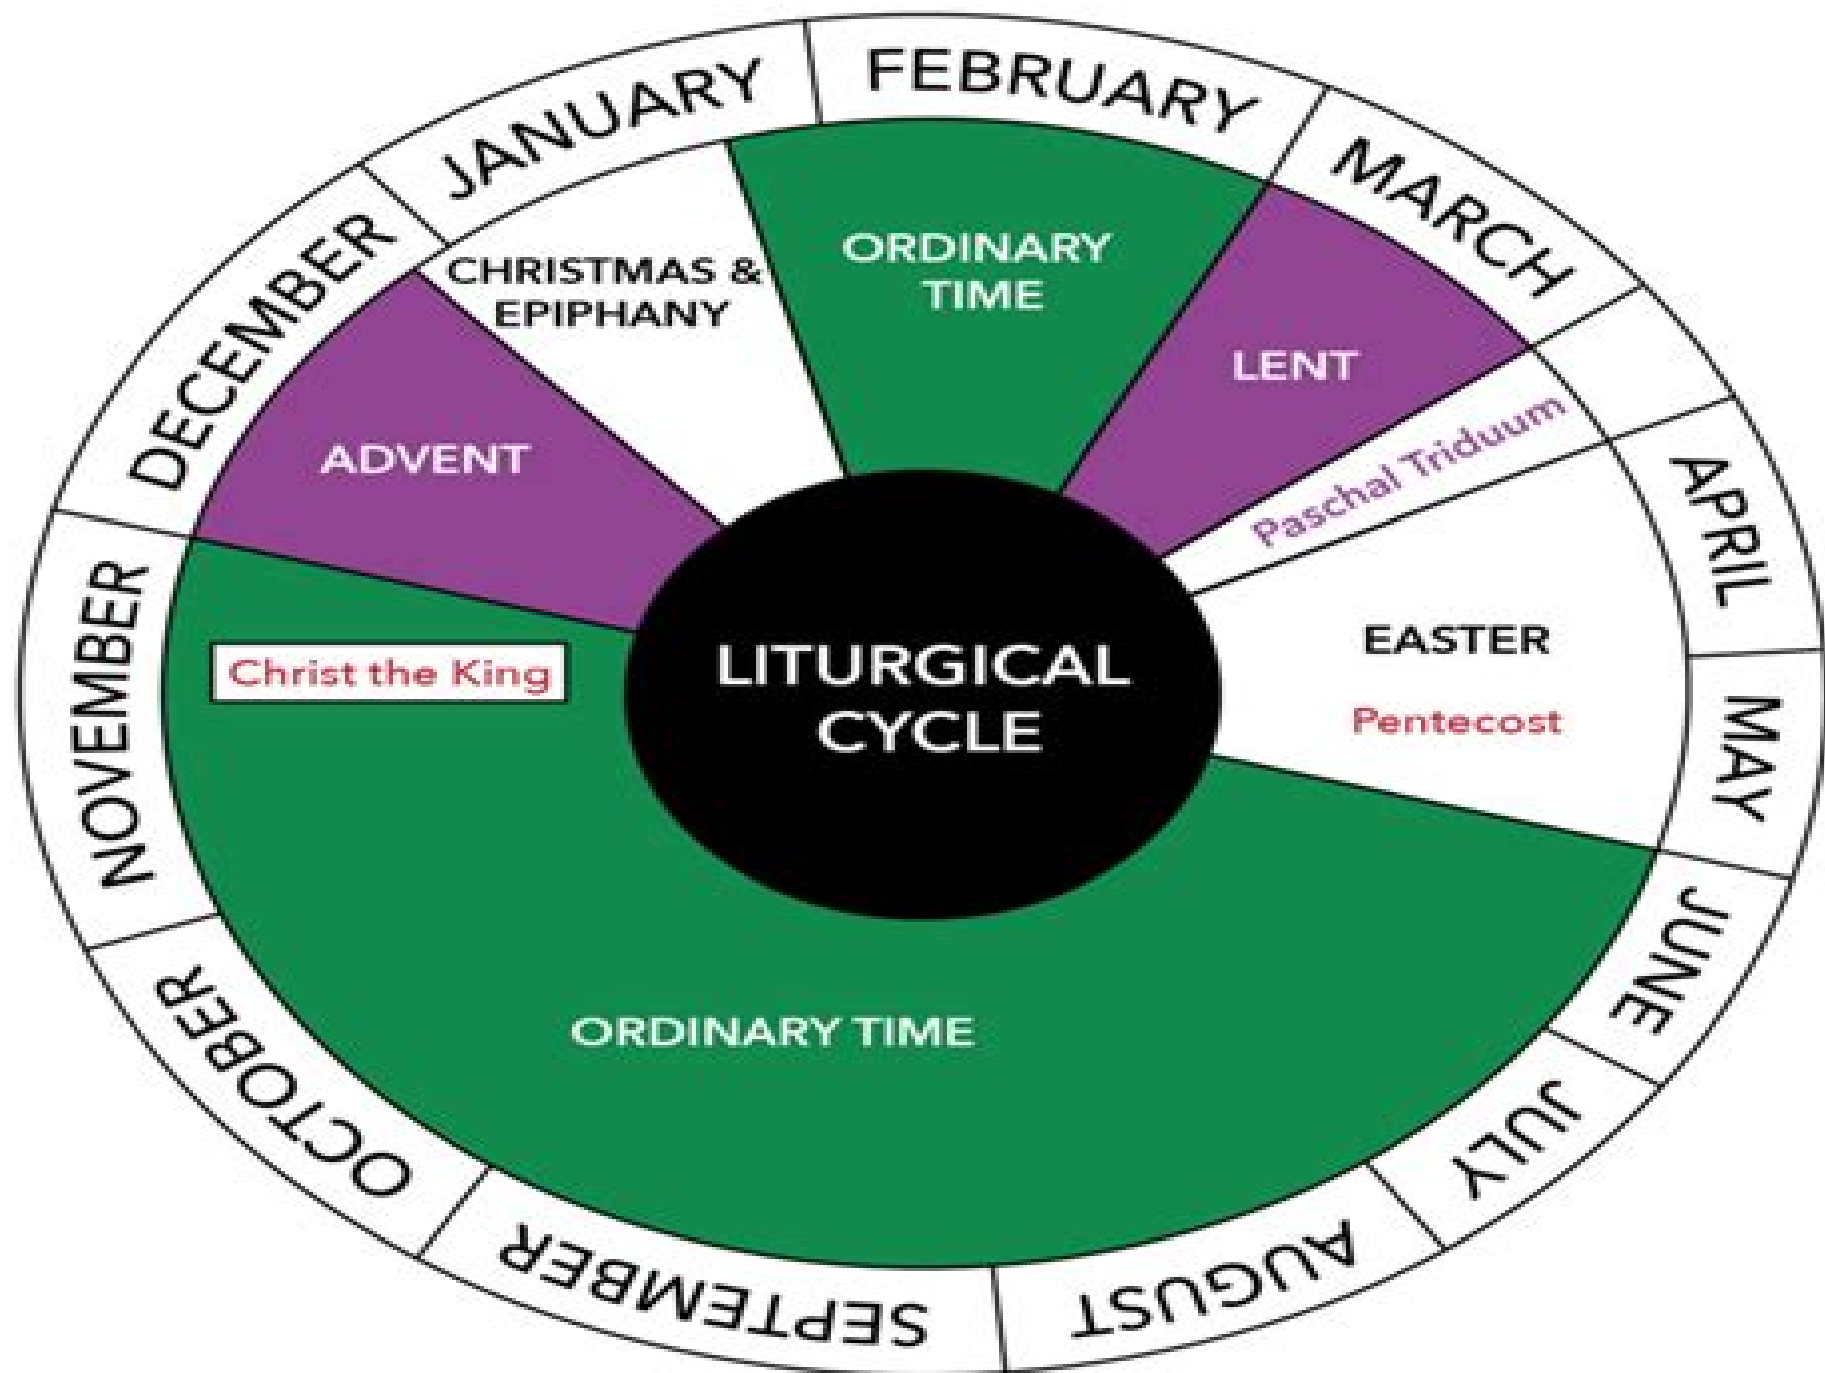 JANUARY
FEBRUARY
MARCH
APRIL
MAY
JUNE
JULY
AUGUST
SEPTEMBER
OCTOBER
NOVEMBER
DECEMBER
CHRISTMAS &
EPIPHANY
ORDINARY
TIME
LENT
Paschal Triduum
EASTER
Pentecost
ORDINARY TIME
Christ the King
ADVENT
LITURGICAL
CYCLE